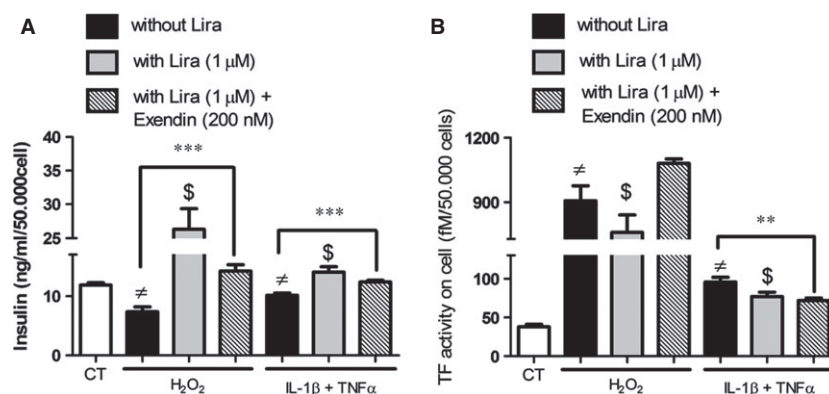 A
without Lira
with Lira (1 μM)
with Lira (1 μM) +
Exendin (200 nM)
Insulin (ng/ml/50.000cell)
40
35
30
25
10
0
***
$
≠
***
$
≠
CT
H₂O₂
IL-1β + TNFα
B
without Lira
with Lira (1 μM)
with Lira (1 μM) +
Exendin (200 nM)
TF activity on cell (fM/50.000 cells)
1100
900
100
50
0
≠
$
**
≠
$
CT
H₂O₂
IL-1β + TNFα